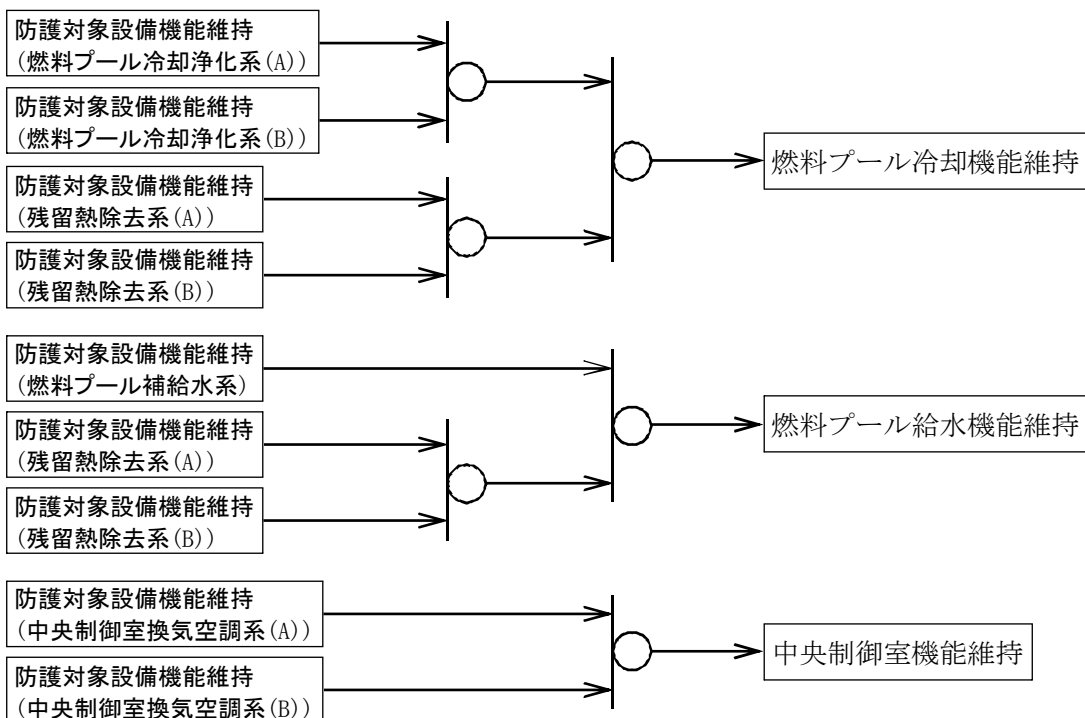 防護対象設備機能維持
(燃料プール冷却浄化系(A))
防護対象設備機能維持
(燃料プール冷却浄化系(B))
防護対象設備機能維持
(残留熱除去系(A))
防護対象設備機能維持
(残留熱除去系(B))
燃料プール冷却機能維持
防護対象設備機能維持
(燃料プール補給水系)
防護対象設備機能維持
(残留熱除去系(A))
防護対象設備機能維持
(残留熱除去系(B))
燃料プール給水機能維持
防護対象設備機能維持
(中央制御室換気空調系(A))
防護対象設備機能維持
(中央制御室換気空調系(B))
中央制御室機能維持